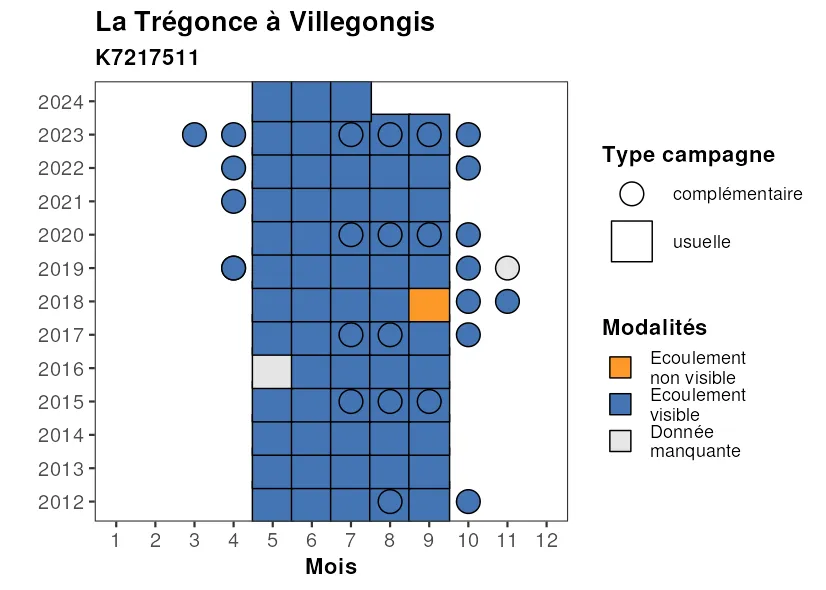 La Trégonce à Villegongis
K7217511
2024
2023
2022
2021
2020
2019
2018
2017
2016
2015
2014
2013
2012
1 2 3 4 5 6 7 8 9 10 11 12
Mois
Type campagne
complémentaire
usuelle
Modalités
Ecoulement
non visible
Ecoulement
visible
Donnée
manquante